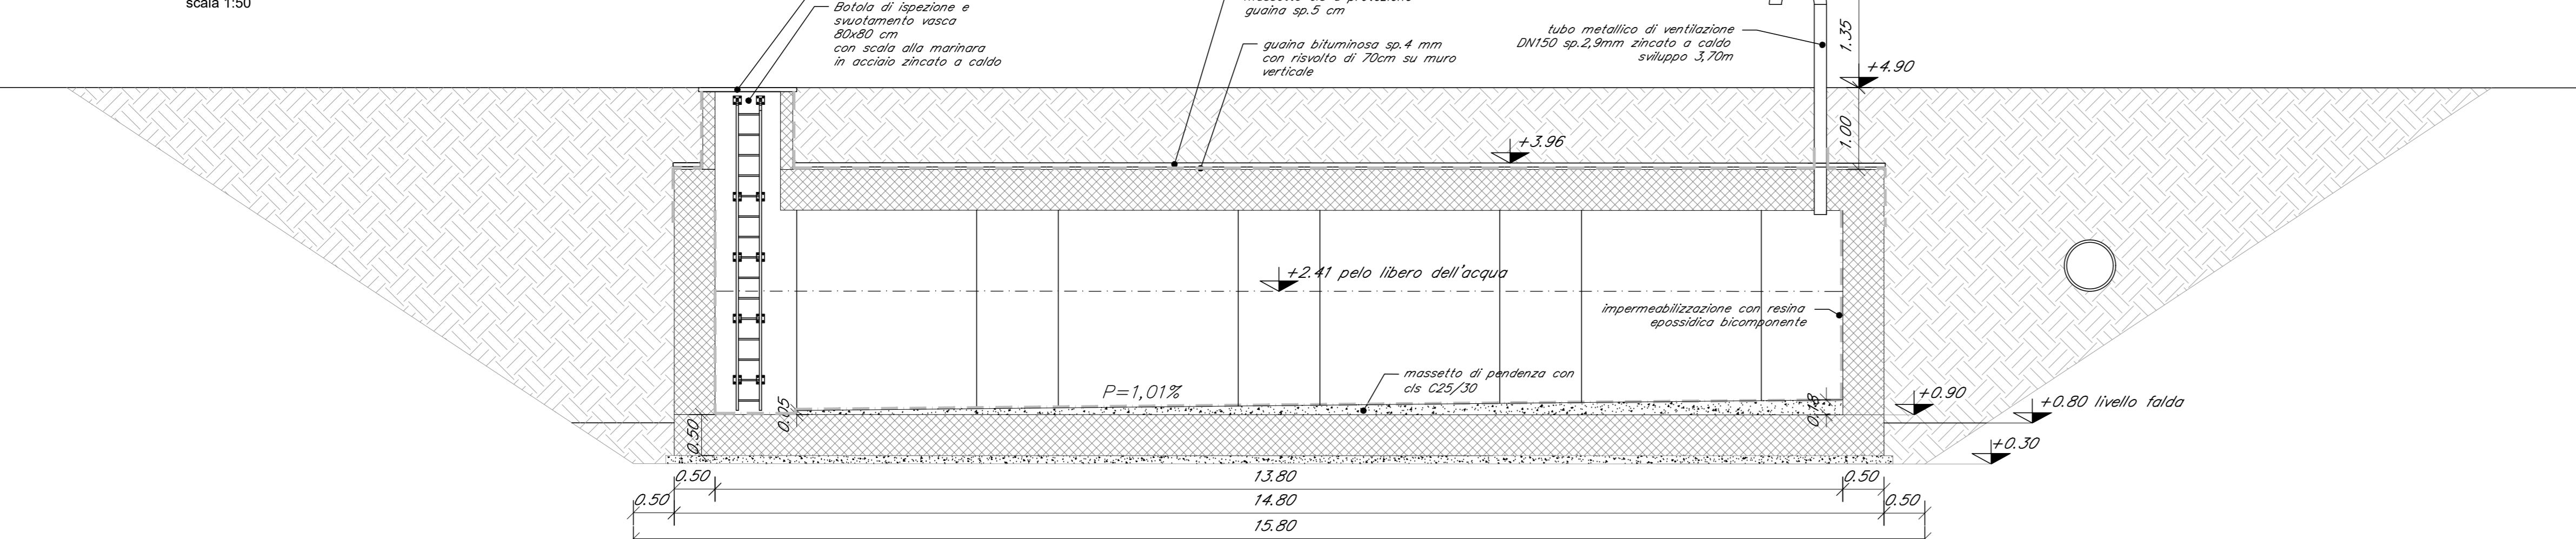 scala 1:50
Botola di ispezione e
svuotamento vasca
80x80 cm
con scala alla marinara
in acciaio zincato a caldo
guaina sp.5 cm
guaina bituminosa sp.4 mm
con risvolto di 70cm su muro
verticale
tubo metallico di ventilazione
DN150 sp.2,9mm zincato a caldo
sviluppo 3,70m
1.35
+4.90
1.00
+3.96
+2.41 pelo libero dell'acqua
impermeabilizzazione con resina
epossidica bicomponente
massetto di pendenza con
cls C25/30
P=1,01%
0.05
0.18
+0.90
+0.80 livello falda
0.50
+0.30
0.50
13.80
0.50
0.50
14.80
0.50
15.80